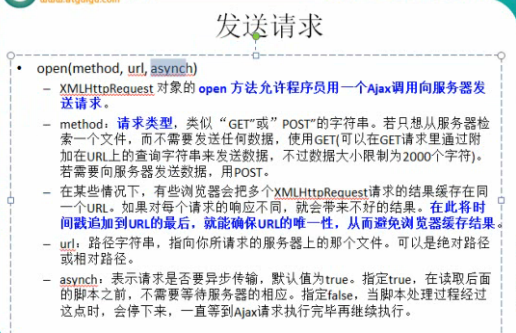 发送请求
• open(method, url, asynch)
– XMLHttpRequest 对象的 open 方法允许程序员用一个Ajax调用向服务器发
送请求。
– method：请求类型，类似 “GET”或”POST”的字符串。若只想从服务器检
索一个文件，而不需要发送任何数据，使用GET(可以在GET请求里通过附
加在URL上的查询字符串来发送数据，不过数据大小限制为2000个字符)。
若需要向服务器发送数据，用POST。
– 在某些情况下，有些浏览器会把多个XMLHttpRequest请求的结果缓存在同
一个URL。如果对每个请求的响应不同，就会带来不好的结果。在此将时
间戳追加到URL的最后，就能确保URL的唯一性，从而避免浏览器缓存结果。
– url：路径字符串，指向你所请求的服务器上的那个文件。可以是绝对路径
或相对路径。
– asynch：表示请求是否要异步传输，默认值为true。指定true，在读取后面
的脚本之前，不需要等待服务器的相应。指定false，当脚本处理过程经过
这点时，会停下来，一直等到Ajax请求执行完毕再继续执行。